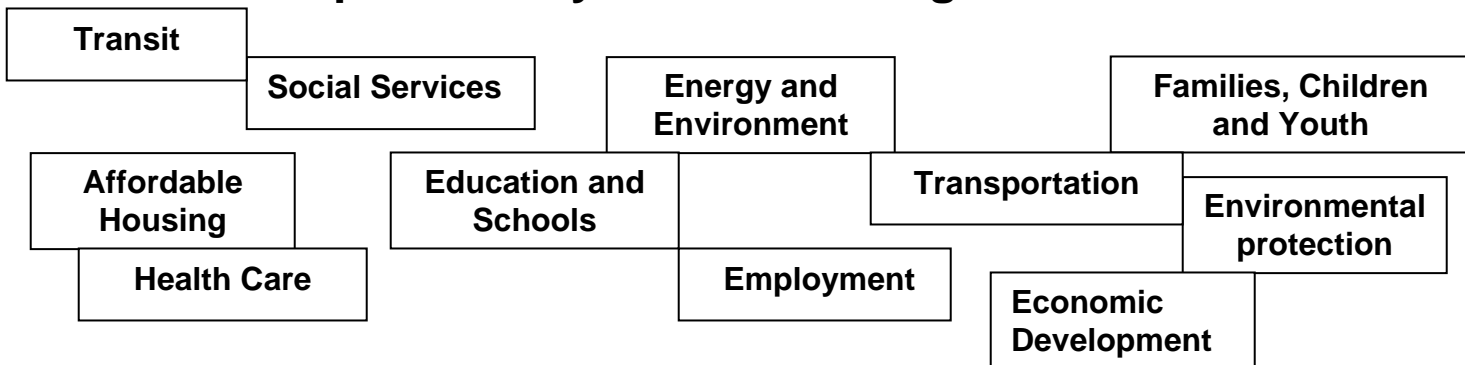 Transit
Social Services
Energy and
Environment
Families, Children
and Youth
Affordable
Housing
Education and
Schools
Transportation
Environmental
protection
Health Care
Employment
Economic
Development